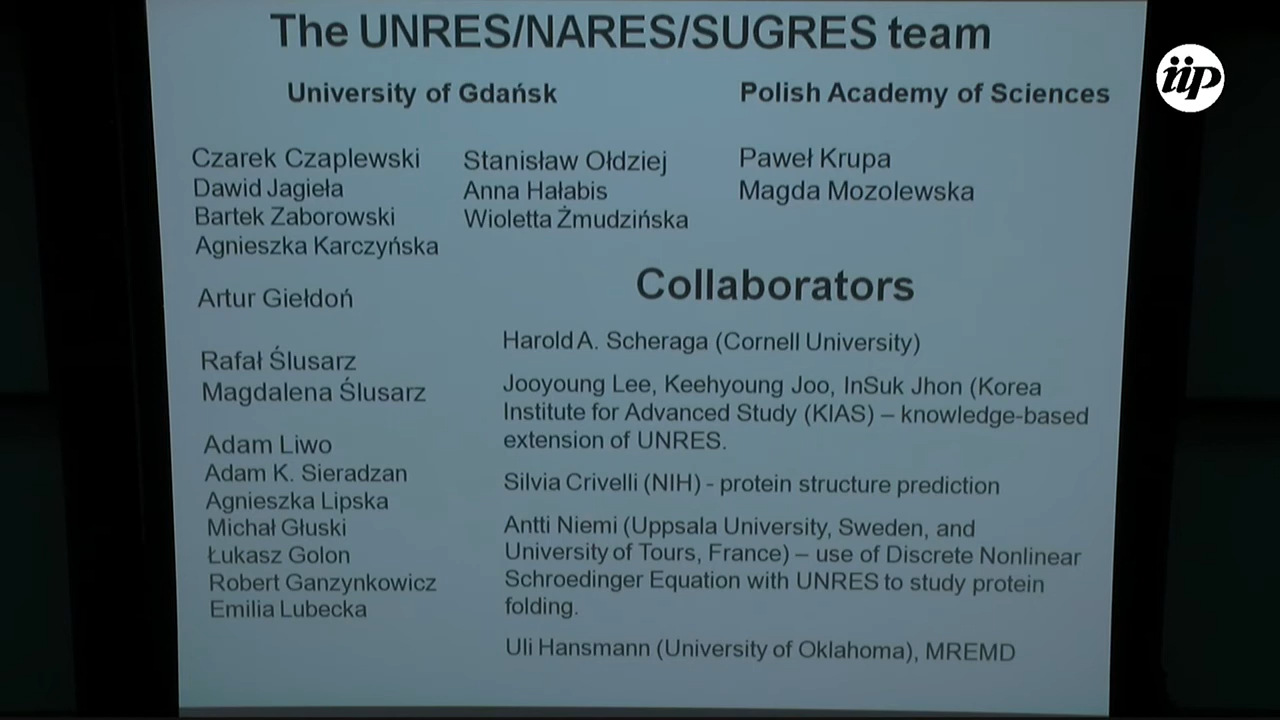 The UNRES/NARES/SUGRES team
iip
University of Gdańsk
Polish Academy of Sciences
Czarek Czaplewski
Dawid Jagieła
Bartek Zaborowski
Agnieszka Karczyńska
Stanisław Ołdziej
Anna Hałabis
Wioletta Żmudzińska
Paweł Krupa
Magda Mozolewska
Artur Giełdoń
Rafał Ślusarz
Magdalena Ślusarz
Adam Liwo
Adam K. Sieradzan
Agnieszka Lipska
Michał Głuski
Łukasz Golon
Robert Ganzynkowicz
Emilia Lubecka
Collaborators
Harold A. Scheraga (Cornell University)
Jooyoung Lee, Keehyoung Joo, InSuk Jhon (Korea
Institute for Advanced Study (KIAS) – knowledge-based
extension of UNRES.
Silvia Crivelli (NIH) - protein structure prediction
Antti Niemi (Uppsala University, Sweden, and
University of Tours, France) – use of Discrete Nonlinear
Schroedinger Equation with UNRES to study protein
folding.
Uli Hansmann (University of Oklahoma), MREMD